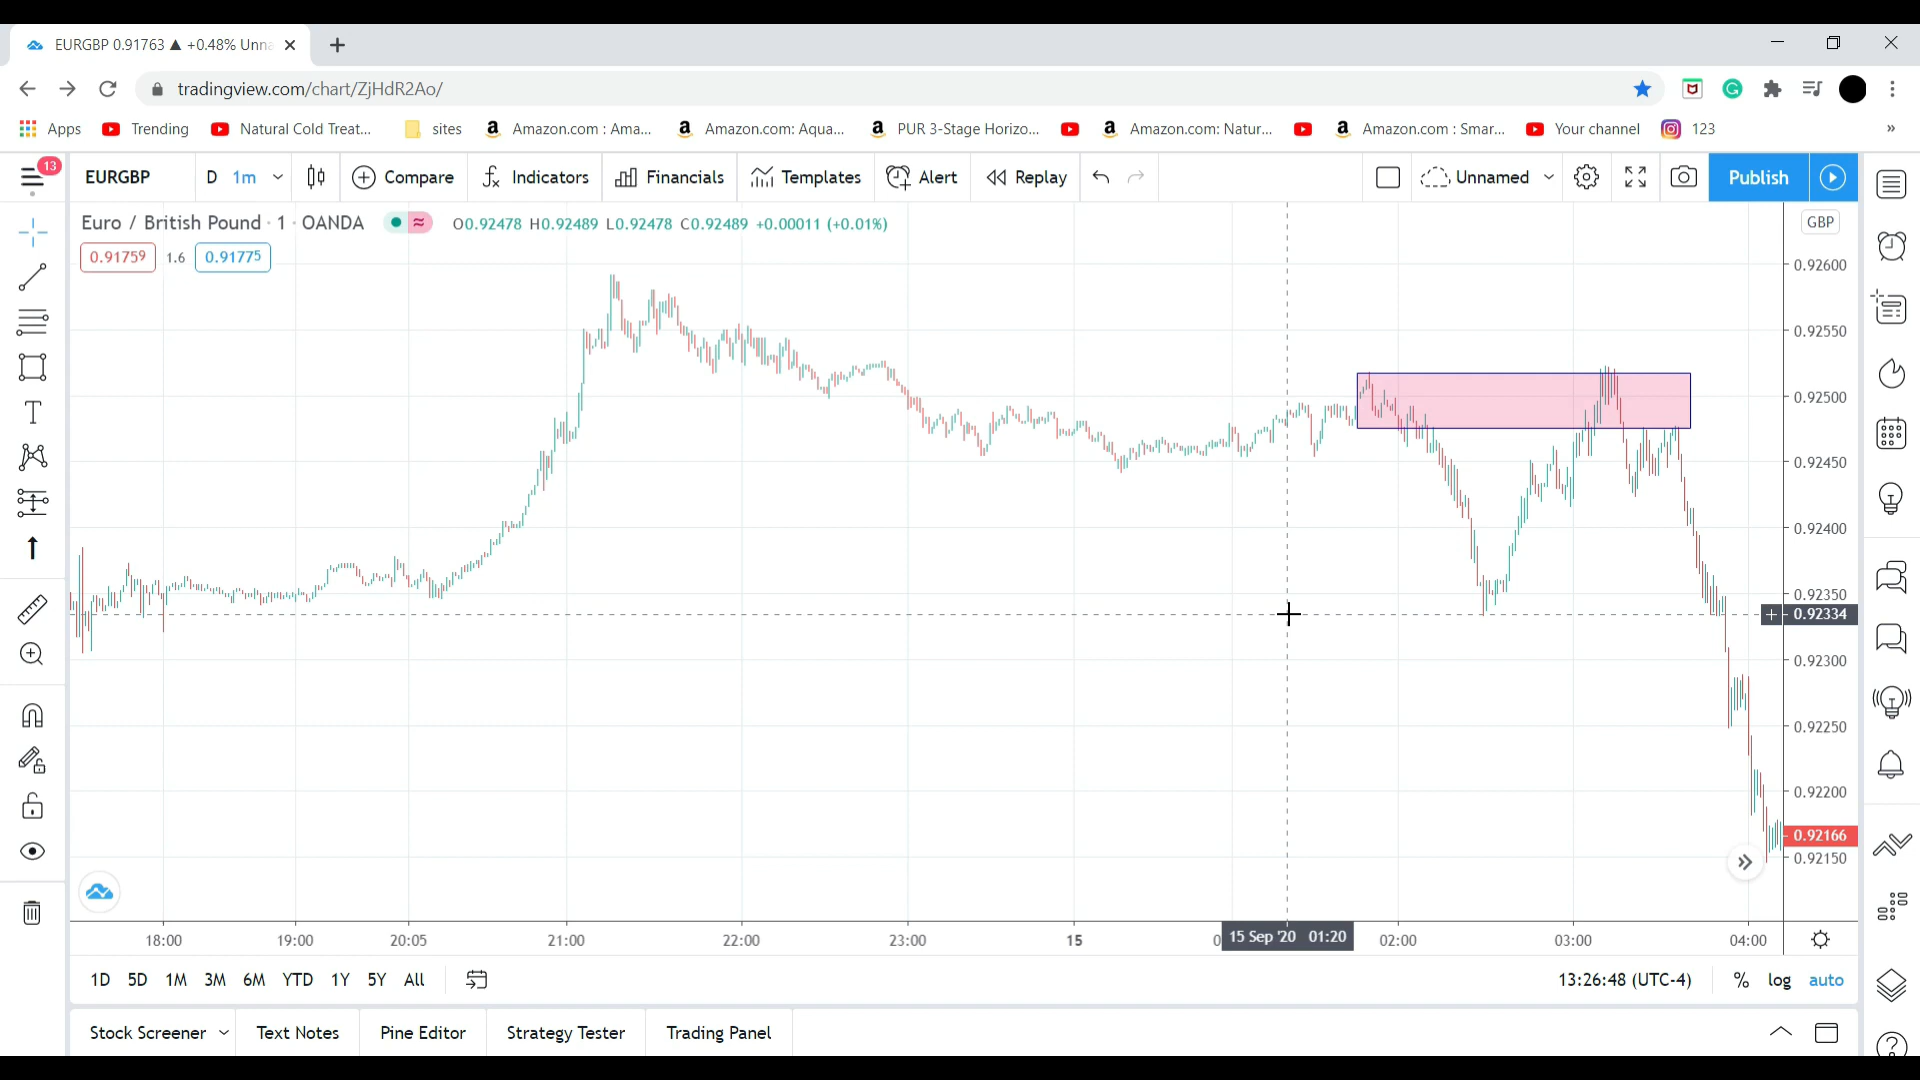 EURGBP 0.91763 ▲ +0.48% Unna
tradingview.com/chart/ZjHdR2Ao/
Apps Trending Natural Cold Treat... sites Amazon.com : Ama... Amazon.com: Aqua... PUR 3-Stage Horizo... Amazon.com: Natur... Amazon.com : Smar... Your channel 123 »
13 EURGBP D 1m Compare Indicators Financials Templates Alert Replay Unnamed Publish
Euro / British Pound · 1 · OANDA O0.92478 H0.92489 L0.92478 C0.92489 +0.00011 (+0.01%) GBP
0.91759 1.6 0.91775
0.92600
0.92550
0.92500
0.92450
0.92400
0.92350
0.92334
0.92300
0.92250
0.92200
0.92166
0.92150
18:00 19:00 20:05 21:00 22:00 23:00 15 15 Sep '20 01:20 02:00 03:00 04:00
1D 5D 1M 3M 6M YTD 1Y 5Y All 13:26:48 (UTC-4) % log auto
Stock Screener Text Notes Pine Editor Strategy Tester Trading Panel